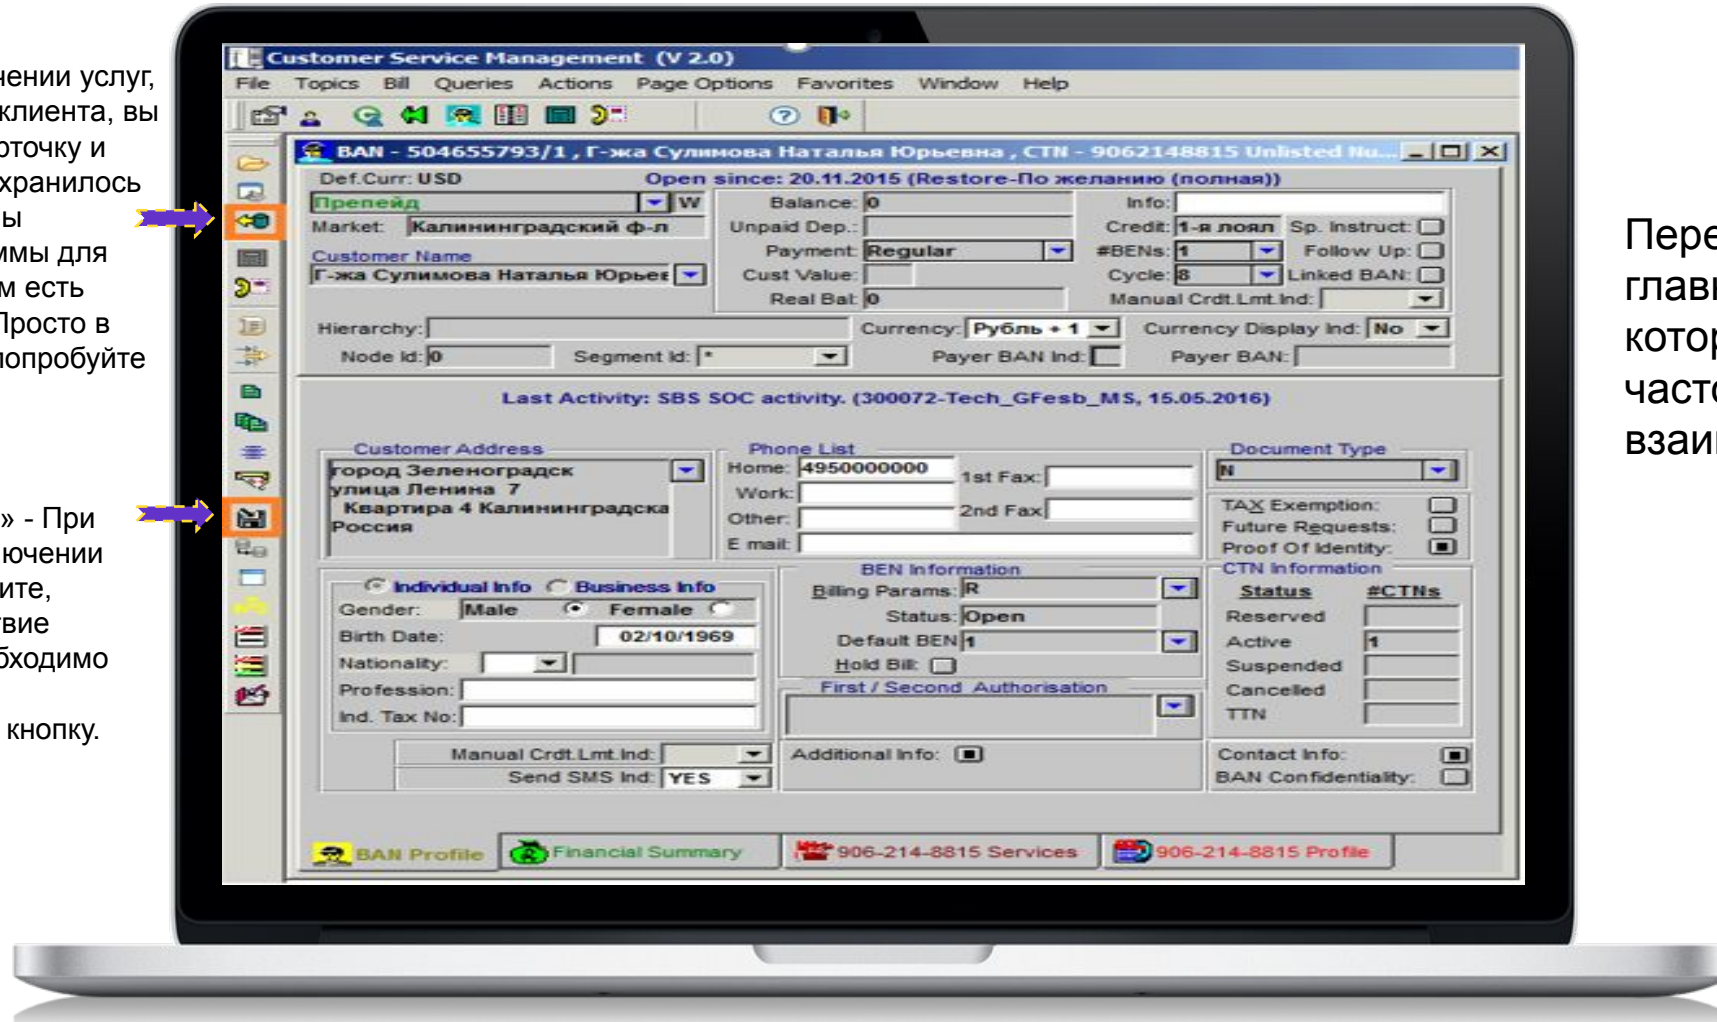 чении услуг,
клиента, вы
рточку и
хранилось
ы
ммы для
м есть
Просто в
попробуйте
» - При
лючении
ите,
твие
бходимо
кнопку.
Customer Service Management (V 2.0)
File Topics Bill Queries Actions Page Options Favorites Window Help
BAN - 504655793/1 , Г-жа Сулимова Наталья Юрьевна , CTN - 9062148815 Unlisted Nu...
Def.Curr: USD Open since: 20.11.2015 (Restore-По желанию (полная))
Препейд W Balance: 0 Info:
Market: Калининградский ф-л Unpaid Dep.: Credit: 1-я лоял Sp. Instruct:
Customer Name Payment: Regular #BENs: 1 Follow Up:
Г-жа Сулимова Наталья Юрьев Cust Value: Cycle: 8 Linked BAN:
Real Bal: 0 Manual Crdt.Lmt.Ind:
Hierarchy: Currency: Рубль + 1 Currency Display Ind: No
Node Id: 0 Segment Id: * Payer BAN Ind: Payer BAN:
Last Activity: SBS SOC activity. (300072-Tech_GFesb_MS, 15.05.2016)
Customer Address
город Зеленоградск
улица Ленина 7
Квартира 4 Калининградска
Россия
Phone List
Home: 4950000000 1st Fax:
Work:
Other: 2nd Fax
E mail:
Document Type
N
TAX Exemption:
Future Requests:
Proof Of Identity:
Individual Info Business Info
Gender: Male Female
Birth Date: 02/10/1969
Nationality:
Profession:
Ind. Tax No:
BEN Information
Billing Params: R
Status: Open
Default BEN 1
Hold Bill:
First / Second Authorisation
CTN Information
Status #CTNs
Reserved
Active 1
Suspended
Cancelled
TTN
Manual Crdt.Lmt.Ind:
Send SMS Ind: YES
Additional Info:
Contact Info:
BAN Confidentiality:
BAN Profile Financial Summary 906-214-8815 Services 906-214-8815 Profile
Пере
глав
кото
часто
взаи